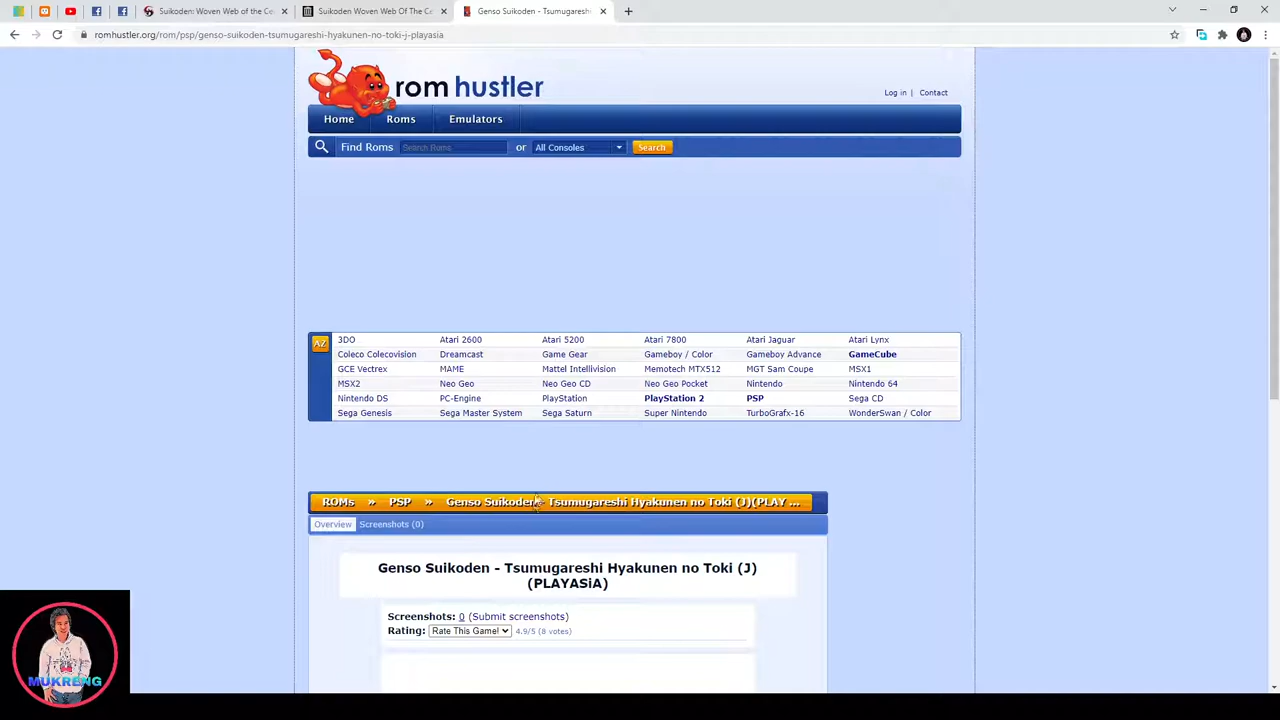 Suikoden: Woven Web of the Ce
Suikoden Woven Web Of The Ce
Genso Suikoden - Tsumugaresh
romhustler.org/rom/psp/genso-suikoden-tsumugareshi-hyakunen-no-toki-j-playasia
rom hustler
Log in | Contact
Home Roms Emulators
Find Roms Search Roms or All Consoles Search
AZ
3DO Atari 2600 Atari 5200 Atari 7800 Atari Jaguar Atari Lynx
Coleco Colecovision Dreamcast Game Gear Gameboy / Color Gameboy Advance GameCube
GCE Vectrex MAME Mattel Intellivision Memotech MTX512 MGT Sam Coupe MSX1
MSX2 Neo Geo Neo Geo CD Neo Geo Pocket Nintendo Nintendo 64
Nintendo DS PC-Engine PlayStation PlayStation 2 PSP Sega CD
Sega Genesis Sega Master System Sega Saturn Super Nintendo TurboGrafx-16 WonderSwan / Color
ROMs » PSP » Genso Suikoden - Tsumugareshi Hyakunen no Toki (J)(PLAY ...
Overview Screenshots (0)
Genso Suikoden - Tsumugareshi Hyakunen no Toki (J)
(PLAYASiA)
Screenshots: 0 (Submit screenshots)
Rating: Rate This Game! 4.9/5 (8 votes)
MUKRENG